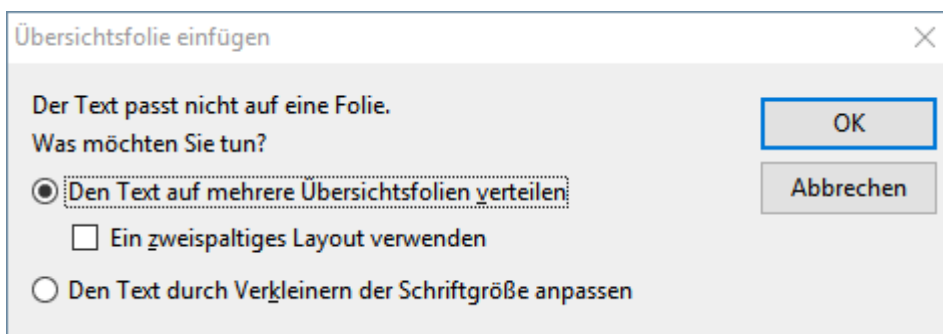 Übersichtsfolie einfügen
Der Text passt nicht auf eine Folie.
Was möchten Sie tun?
OK
Den Text auf mehrere Übersichtsfolien verteilen
Abbrechen
Ein zweispaltiges Layout verwenden
Den Text durch Verkleinern der Schriftgröße anpassen